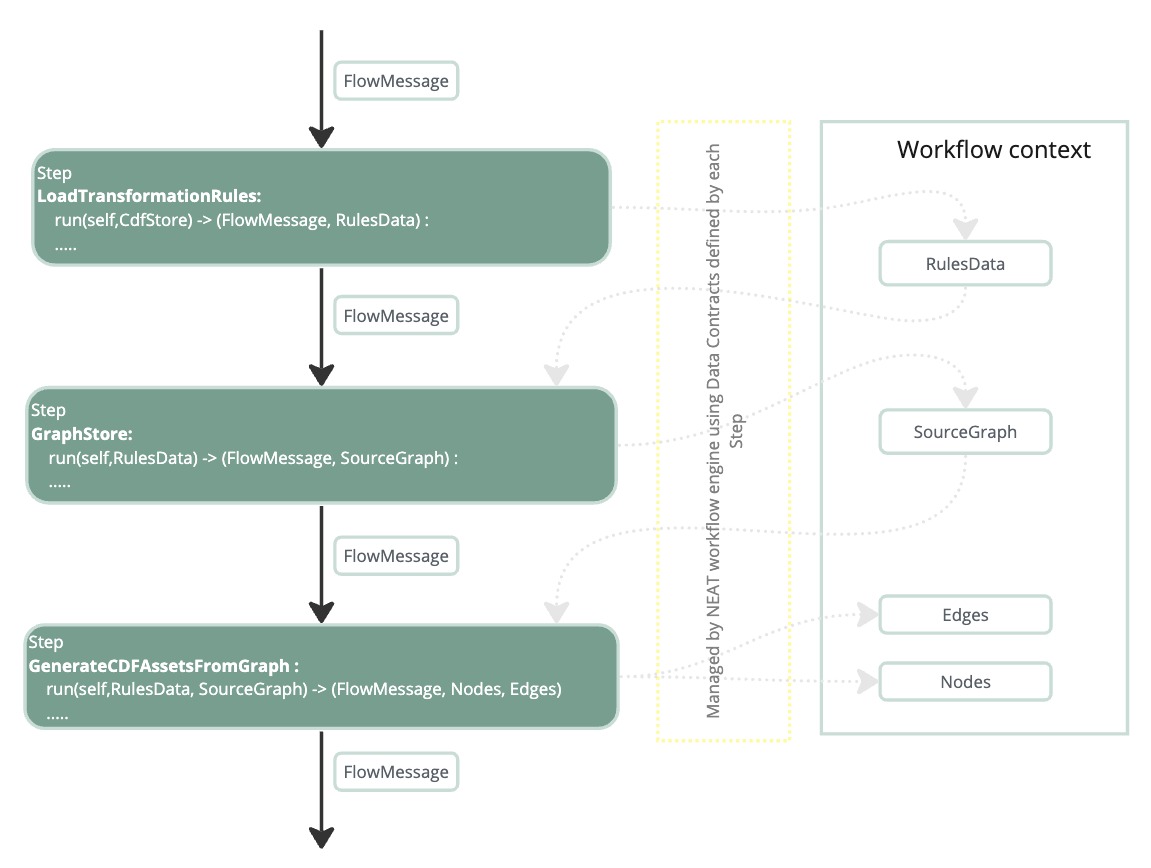 FlowMessage
Step
LoadTransformationRules:
run(self,CdfStore) -> (FlowMessage, RulesData) :
.....
FlowMessage
Step
GraphStore:
run(self,RulesData) -> (FlowMessage, SourceGraph) :
.....
FlowMessage
Step
GenerateCDFAssetsFromGraph :
run(self,RulesData, SourceGraph) -> (FlowMessage, Nodes, Edges)
.....
FlowMessage
Managed by NEAT workflow engine using Data Contracts defined by each
Step
Workflow context
RulesData
SourceGraph
Edges
Nodes